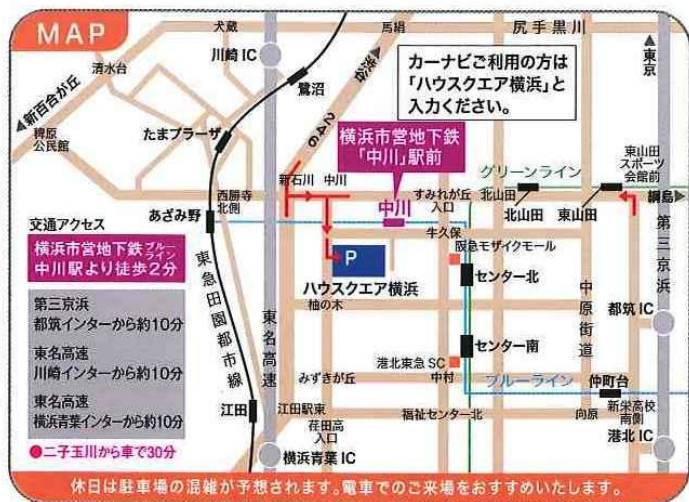 MAP
犬蔵
馬絹
尻手黒川
川崎IC
清水台
渋谷
カーナビご利用の方は
「ハウスクエア横浜」と
入力ください。
東京
新百合が丘
鷺沼
稗原
公民館
たまプラーザ
246
横浜市営地下鉄
「中川」駅前
東山田
スポーツ
会館前
グリーンライン
新石川
中川
西勝寺
北側
すみれが丘
入口
北山田
北山田
東山田
綱島
交通アクセス
あざみ野
中川
牛久保
横浜市営地下鉄ブルーライン
中川駅より徒歩2分
P
阪急モザイクモール
第三京浜
東急田園都市線
ハウスクエア横浜
センター北
中原街道
第三京浜
都筑インターから約10分
東名高速
柚の木
都筑IC
東名高速
川崎インターから約10分
センター南
港北東急SC
みずきが丘
中村
ブルーライン
仲町台
東名高速
横浜青葉インターから約10分
江田
江田駅東
福祉センター北
向原
新栄高校
南側
荏田高
入口
●二子玉川から車で30分
横浜青葉IC
港北IC
休日は駐車場の混雑が予想されます。電車でのご来場をおすすめいたします。